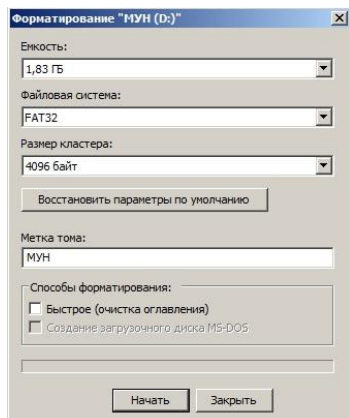 Форматирование "МУН (D:)"
Емкость:
1,83 ГБ
Файловая система:
FAT32
Размер кластера:
4096 байт
Восстановить параметры по умолчанию
Метка тома:
МУН
Способы форматирования:
Быстрое (очистка оглавления)
Создание загрузочного диска MS-DOS
Начать Закрыть